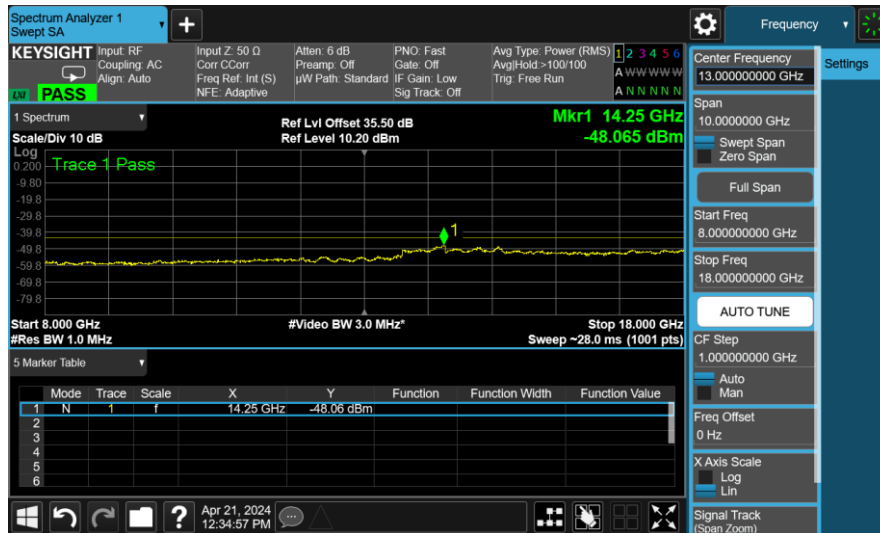 Spectrum Analyzer 1
Swept SA
Frequency
KEYSIGHT
Input: RF
Coupling: AC
Align: Auto
Input Z: 50 Ω
Corr CCorr
Freq Ref: Int (S)
NFE: Adaptive
Atten: 6 dB
Preamp: Off
µW Path: Standard
PNO: Fast
Gate: Off
IF Gain: Low
Sig Track: Off
Avg Type: Power (RMS)
Avg|Hold:>100/100
Trig: Free Run
1 2 3 4 5 6
A W W W W W
A N N N N N
LXI PASS
1 Spectrum
Scale/Div 10 dB
Ref Lvl Offset 35.50 dB
Ref Level 10.20 dBm
Mkr1 14.25 GHz
-48.065 dBm
Log
Trace 1 Pass
0.200
-9.80
-19.8
-29.8
-39.8
-49.8
-59.8
-69.8
-79.8
1
Start 8.000 GHz
#Res BW 1.0 MHz
#Video BW 3.0 MHz*
Stop 18.000 GHz
Sweep ~28.0 ms (1001 pts)
5 Marker Table
Mode Trace Scale X Y Function Function Width Function Value
1 N 1 f 14.25 GHz -48.06 dBm
2
3
4
5
6
?
Apr 21, 2024
12:34:57 PM
Center Frequency
13.000000000 GHz
Settings
Span
10.0000000 GHz
Swept Span
Zero Span
Full Span
Start Freq
8.000000000 GHz
Stop Freq
18.000000000 GHz
AUTO TUNE
CF Step
1.000000000 GHz
Auto
Man
Freq Offset
0 Hz
X Axis Scale
Log
Lin
Signal Track
(Span Zoom)